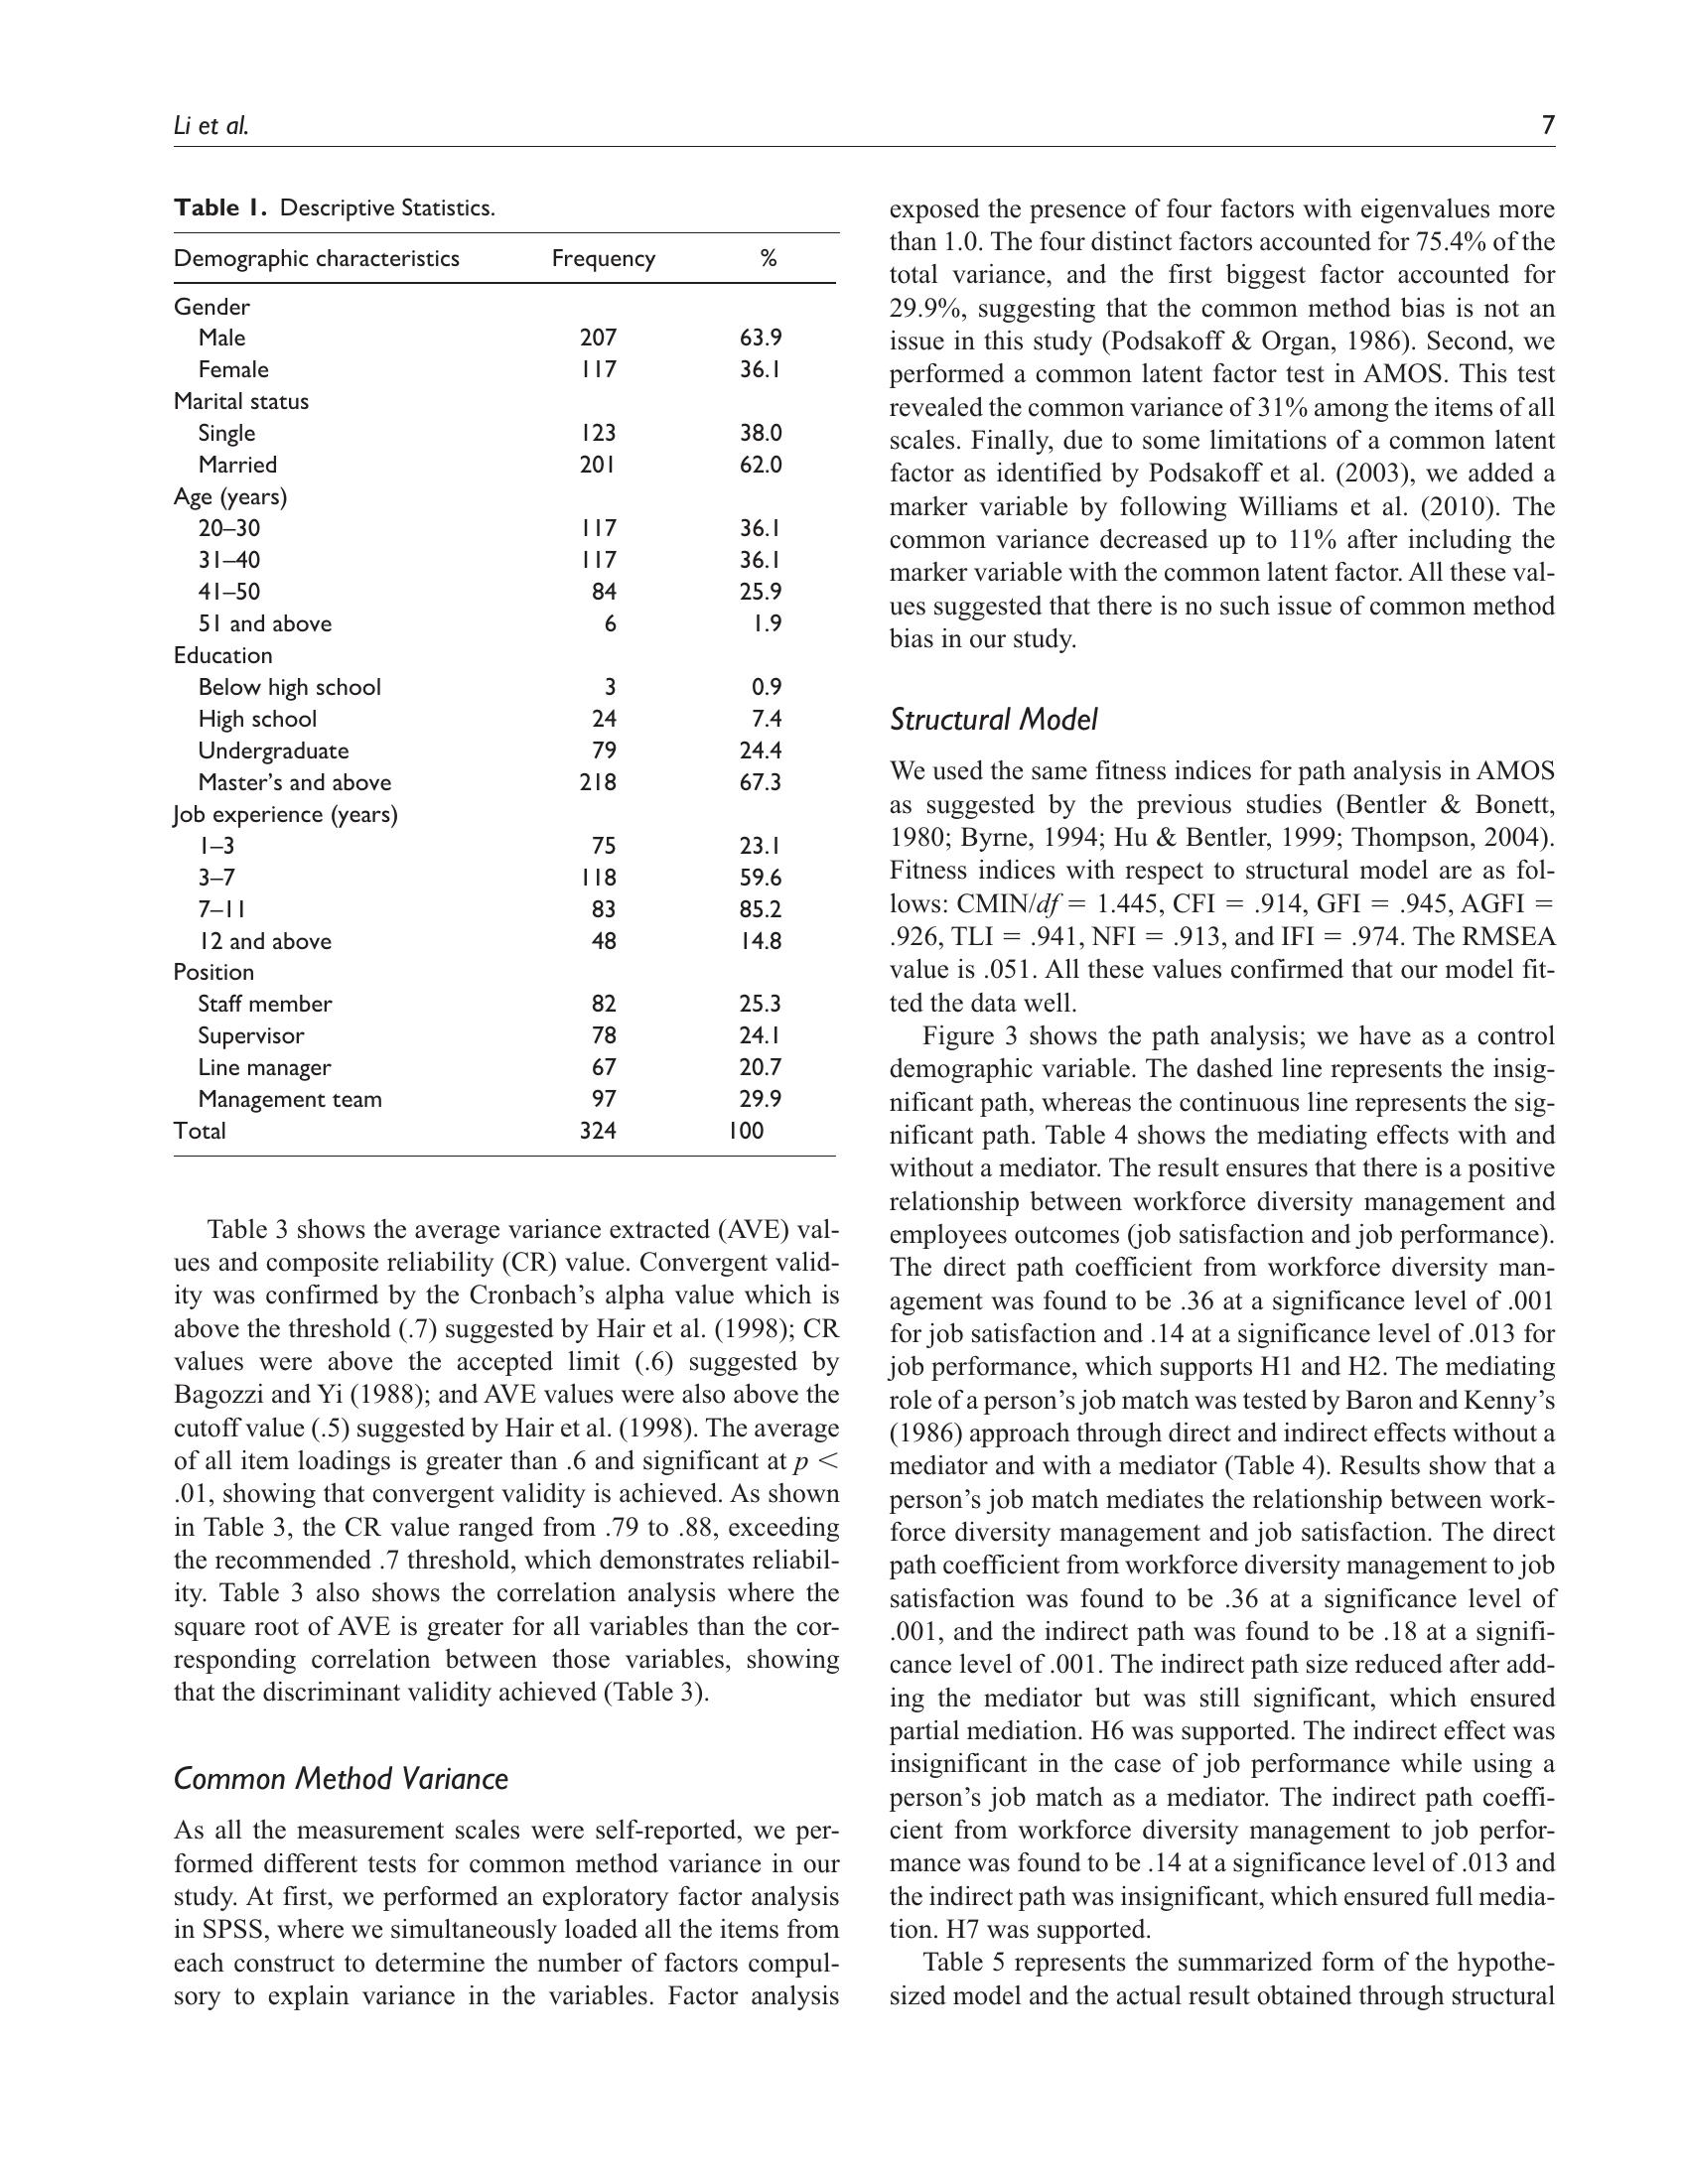 Li et al. 7
Table 1. Descriptive Statistics.
Demographic characteristics Frequency %
Gender
Male 207 63.9
Female 117 36.1
Marital status
Single 123 38.0
Married 201 62.0
Age (years)
20–30 117 36.1
31–40 117 36.1
41–50 84 25.9
51 and above 6 1.9
Education
Below high school 3 0.9
High school 24 7.4
Undergraduate 79 24.4
Master’s and above 218 67.3
Job experience (years)
1–3 75 23.1
3–7 118 59.6
7–11 83 85.2
12 and above 48 14.8
Position
Staff member 82 25.3
Supervisor 78 24.1
Line manager 67 20.7
Management team 97 29.9
Total 324 100
Table 3 shows the average variance extracted (AVE) val-
ues and composite reliability (CR) value. Convergent valid-
ity was confirmed by the Cronbach’s alpha value which is
above the threshold (.7) suggested by Hair et al. (1998); CR
values were above the accepted limit (.6) suggested by
Bagozzi and Yi (1988); and AVE values were also above the
cutoff value (.5) suggested by Hair et al. (1998). The average
of all item loadings is greater than .6 and significant at p <
.01, showing that convergent validity is achieved. As shown
in Table 3, the CR value ranged from .79 to .88, exceeding
the recommended .7 threshold, which demonstrates reliabil-
ity. Table 3 also shows the correlation analysis where the
square root of AVE is greater for all variables than the cor-
responding correlation between those variables, showing
that the discriminant validity achieved (Table 3).
Common Method Variance
As all the measurement scales were self-reported, we per-
formed different tests for common method variance in our
study. At first, we performed an exploratory factor analysis
in SPSS, where we simultaneously loaded all the items from
each construct to determine the number of factors compul-
sory to explain variance in the variables. Factor analysis
exposed the presence of four factors with eigenvalues more
than 1.0. The four distinct factors accounted for 75.4% of the
total variance, and the first biggest factor accounted for
29.9%, suggesting that the common method bias is not an
issue in this study (Podsakoff & Organ, 1986). Second, we
performed a common latent factor test in AMOS. This test
revealed the common variance of 31% among the items of all
scales. Finally, due to some limitations of a common latent
factor as identified by Podsakoff et al. (2003), we added a
marker variable by following Williams et al. (2010). The
common variance decreased up to 11% after including the
marker variable with the common latent factor. All these val-
ues suggested that there is no such issue of common method
bias in our study.
Structural Model
We used the same fitness indices for path analysis in AMOS
as suggested by the previous studies (Bentler & Bonett,
1980; Byrne, 1994; Hu & Bentler, 1999; Thompson, 2004).
Fitness indices with respect to structural model are as fol-
lows: CMIN/df = 1.445, CFI = .914, GFI = .945, AGFI =
.926, TLI = .941, NFI = .913, and IFI = .974. The RMSEA
value is .051. All these values confirmed that our model fit-
ted the data well.
Figure 3 shows the path analysis; we have as a control
demographic variable. The dashed line represents the insig-
nificant path, whereas the continuous line represents the sig-
nificant path. Table 4 shows the mediating effects with and
without a mediator. The result ensures that there is a positive
relationship between workforce diversity management and
employees outcomes (job satisfaction and job performance).
The direct path coefficient from workforce diversity man-
agement was found to be .36 at a significance level of .001
for job satisfaction and .14 at a significance level of .013 for
job performance, which supports H1 and H2. The mediating
role of a person’s job match was tested by Baron and Kenny’s
(1986) approach through direct and indirect effects without a
mediator and with a mediator (Table 4). Results show that a
person’s job match mediates the relationship between work-
force diversity management and job satisfaction. The direct
path coefficient from workforce diversity management to job
satisfaction was found to be .36 at a significance level of
.001, and the indirect path was found to be .18 at a signifi-
cance level of .001. The indirect path size reduced after add-
ing the mediator but was still significant, which ensured
partial mediation. H6 was supported. The indirect effect was
insignificant in the case of job performance while using a
person’s job match as a mediator. The indirect path coeffi-
cient from workforce diversity management to job perfor-
mance was found to be .14 at a significance level of .013 and
the indirect path was insignificant, which ensured full media-
tion. H7 was supported.
Table 5 represents the summarized form of the hypothe-
sized model and the actual result obtained through structural